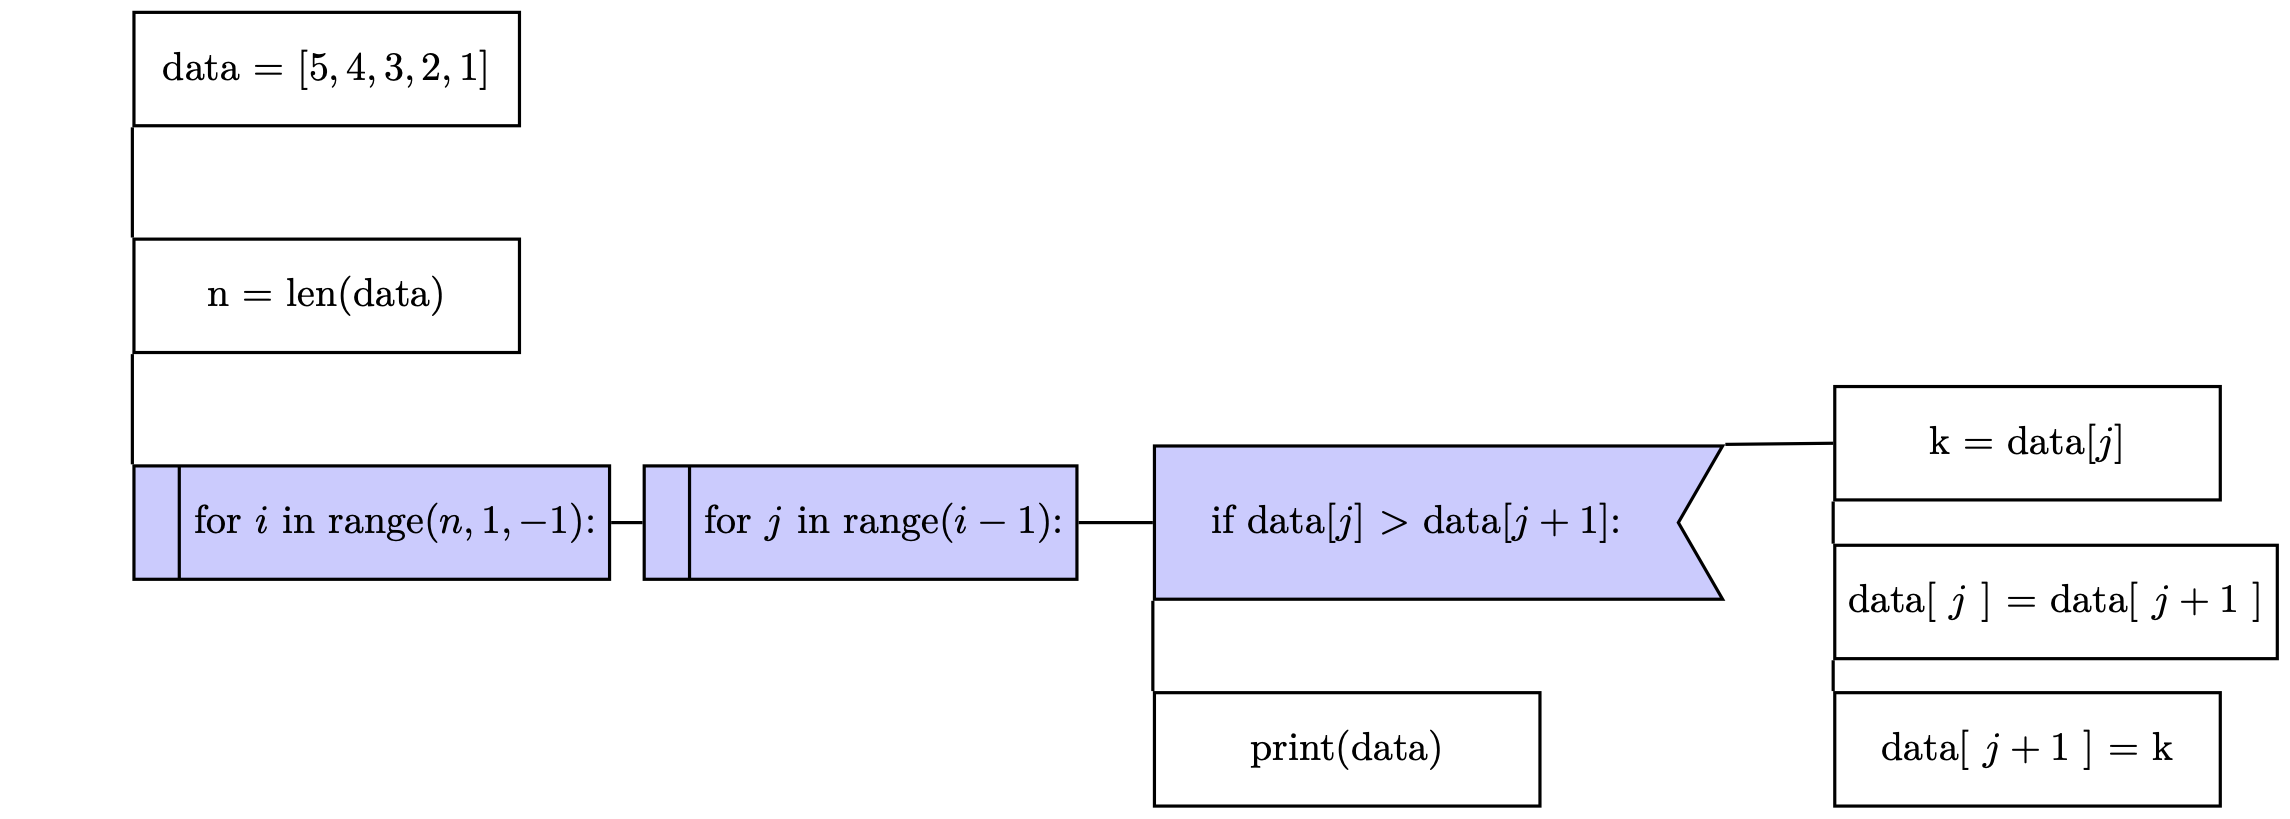 data = [5, 4, 3, 2, 1]
n = len(data)
for i in range(n, 1, −1):
for j in range(i − 1):
if data[j] > data[j + 1]:
k = data[j]
data[ j ] = data[ j + 1 ]
data[ j + 1 ] = k
print(data)